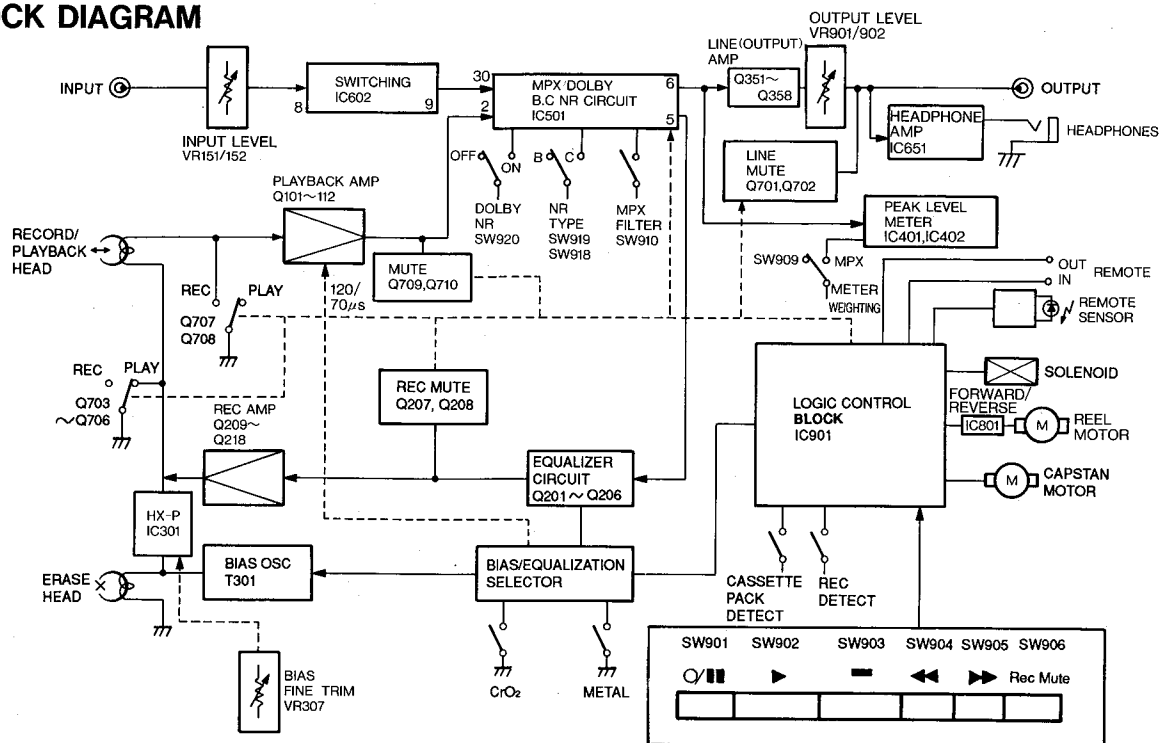 CK DIAGRAM
OUTPUT LEVEL
VR901/902
LINE(OUTPUT)
AMP
Q351~
Q358
INPUT
SWITCHING
IC602
8
9
30
2
MPX/DOLBY
B.C NR CIRCUIT
IC501
6
5
OUTPUT
INPUT LEVEL
VR151/152
HEADPHONE
AMP
IC651
HEADPHONES
OFF
ON
B
C
DOLBY
NR
SW920
NR
TYPE
SW919
SW918
MPX
FILTER
SW910
LINE
MUTE
Q701,Q702
PLAYBACK AMP
Q101~112
PEAK LEVEL
METER
IC401,IC402
RECORD/
PLAYBACK
HEAD
MUTE
Q709,Q710
SW909
MPX
METER
WEIGHTING
OUT
IN
REMOTE
REMOTE
SENSOR
120/
70μs
REC
PLAY
Q707
Q708
REC
PLAY
Q703
~Q706
REC MUTE
Q207, Q208
LOGIC CONTROL
BLOCK
IC901
SOLENOID
FORWARD/
REVERSE
IC801
M
REEL
MOTOR
M
CAPSTAN
MOTOR
REC AMP
Q209~
Q218
EQUALIZER
CIRCUIT
Q201~Q206
HX-P
IC301
BIAS OSC
T301
BIAS/EQUALIZATION
SELECTOR
ERASE
HEAD
CASSETTE
PACK
DETECT
REC
DETECT
CrO₂
METAL
BIAS
FINE TRIM
VR307
SW901 SW902 SW903 SW904 SW905 SW906
Rec Mute